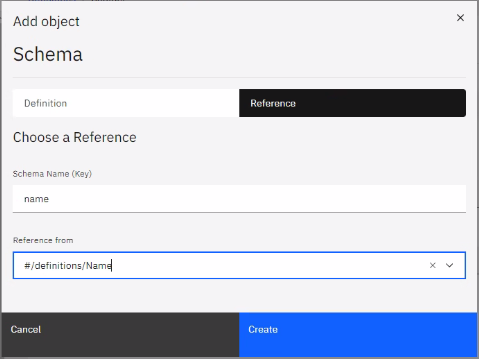 Add object
Schema
Definition
Reference
Choose a Reference
Schema Name (Key)
name
Reference from
#/definitions/Name
Cancel
Create